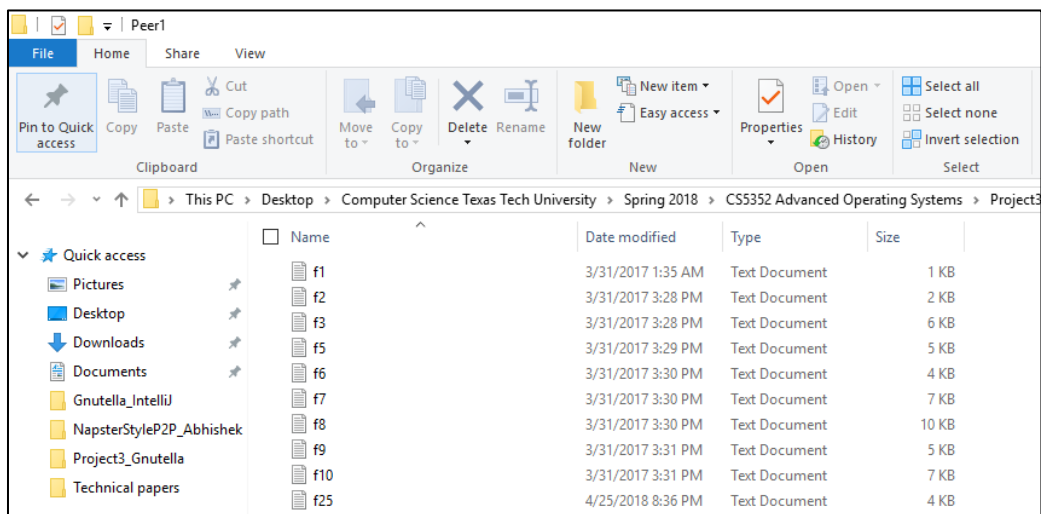 Peer1
File Home Share View
Pin to Quick access
Copy
Paste
Cut
Copy path
Paste shortcut
Clipboard
Move to
Copy to
Delete
Rename
Organize
New folder
New item
Easy access
New
Properties
Open
Edit
History
Open
Select all
Select none
Invert selection
Select
This PC > Desktop > Computer Science Texas Tech University > Spring 2018 > CS5352 Advanced Operating Systems > Project3
Quick access
Pictures
Desktop
Downloads
Documents
Gnutella_IntelliJ
NapsterStyleP2P_Abhishek
Project3_Gnutella
Technical papers
Name Date modified Type Size
f1 3/31/2017 1:35 AM Text Document 1 KB
f2 3/31/2017 3:28 PM Text Document 2 KB
f3 3/31/2017 3:28 PM Text Document 6 KB
f5 3/31/2017 3:29 PM Text Document 5 KB
f6 3/31/2017 3:30 PM Text Document 4 KB
f7 3/31/2017 3:30 PM Text Document 7 KB
f8 3/31/2017 3:30 PM Text Document 10 KB
f9 3/31/2017 3:31 PM Text Document 5 KB
f10 3/31/2017 3:31 PM Text Document 7 KB
f25 4/25/2018 8:36 PM Text Document 4 KB